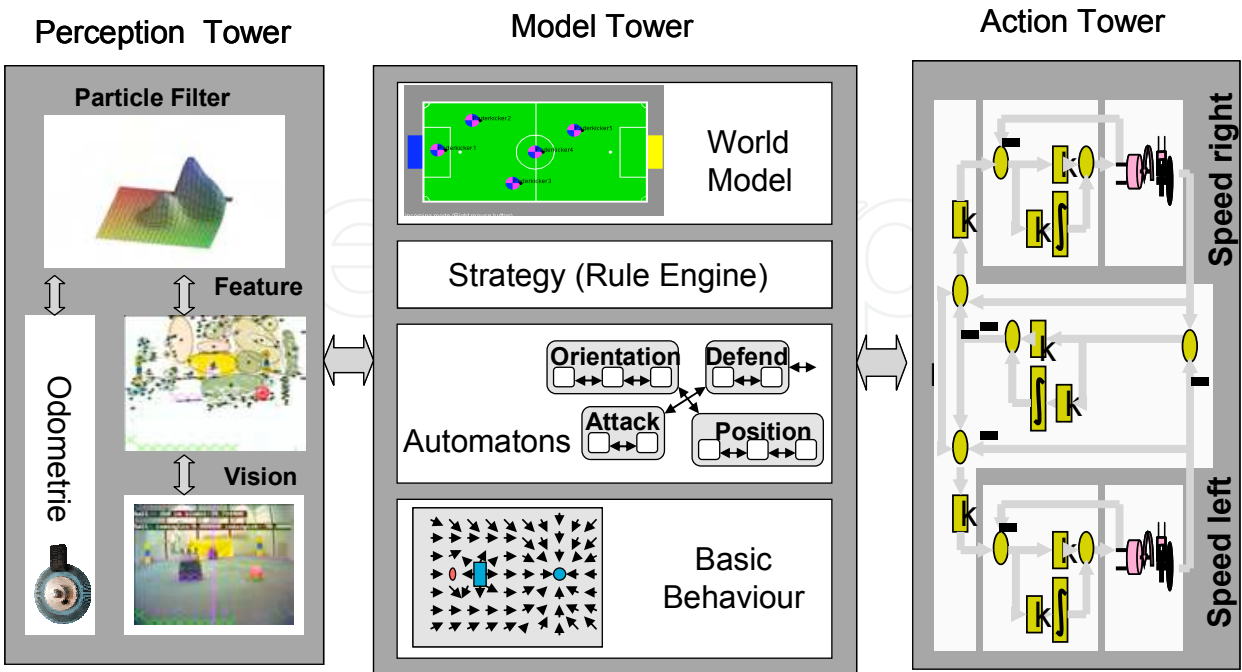 Perception Tower
Model Tower
Action Tower
Particle Filter
Feature
Odometrie
Vision
World
Model
Strategy (Rule Engine)
Orientation
Defend
Attack
Position
Automatons
Basic
Behaviour
Speed right
k
k
k
∫
k
k
∫
Speed left
k
k
k
∫